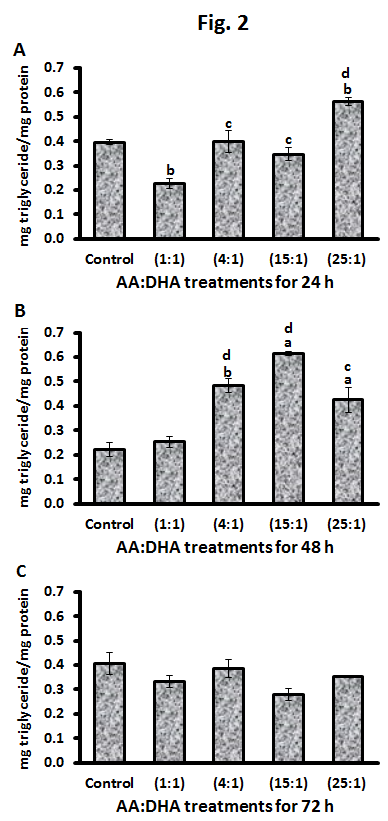 Fig. 2
A
mg triglyceride/mg protein
0.7
0.6
0.5
0.4
0.3
0.2
0.1
0.0
b
c
c
d
b
Control (1:1) (4:1) (15:1) (25:1)
AA:DHA treatments for 24 h
B
mg triglyceride/mg protein
0.7
0.6
0.5
0.4
0.3
0.2
0.1
0.0
d
b
d
a
c
a
Control (1:1) (4:1) (15:1) (25:1)
AA:DHA treatments for 48 h
C
mg triglyceride/mg protein
0.7
0.6
0.5
0.4
0.3
0.2
0.1
0.0
Control (1:1) (4:1) (15:1) (25:1)
AA:DHA treatments for 72 h